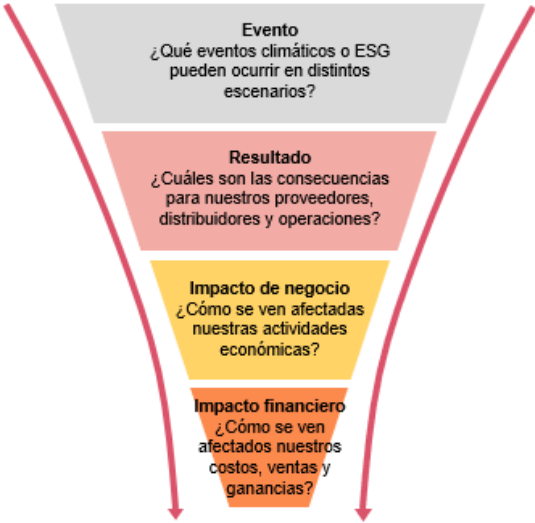 Evento
¿Qué eventos climáticos o ESG
pueden ocurrir en distintos
escenarios?
Resultado
¿Cuáles son las consecuencias
para nuestros proveedores,
distribuidores y operaciones?
Impacto de negocio
¿Cómo se ven afectadas
nuestras actividades
económicas?
Impacto financiero
¿Cómo se ven
afectados nuestros
costos, ventas y
ganancias?